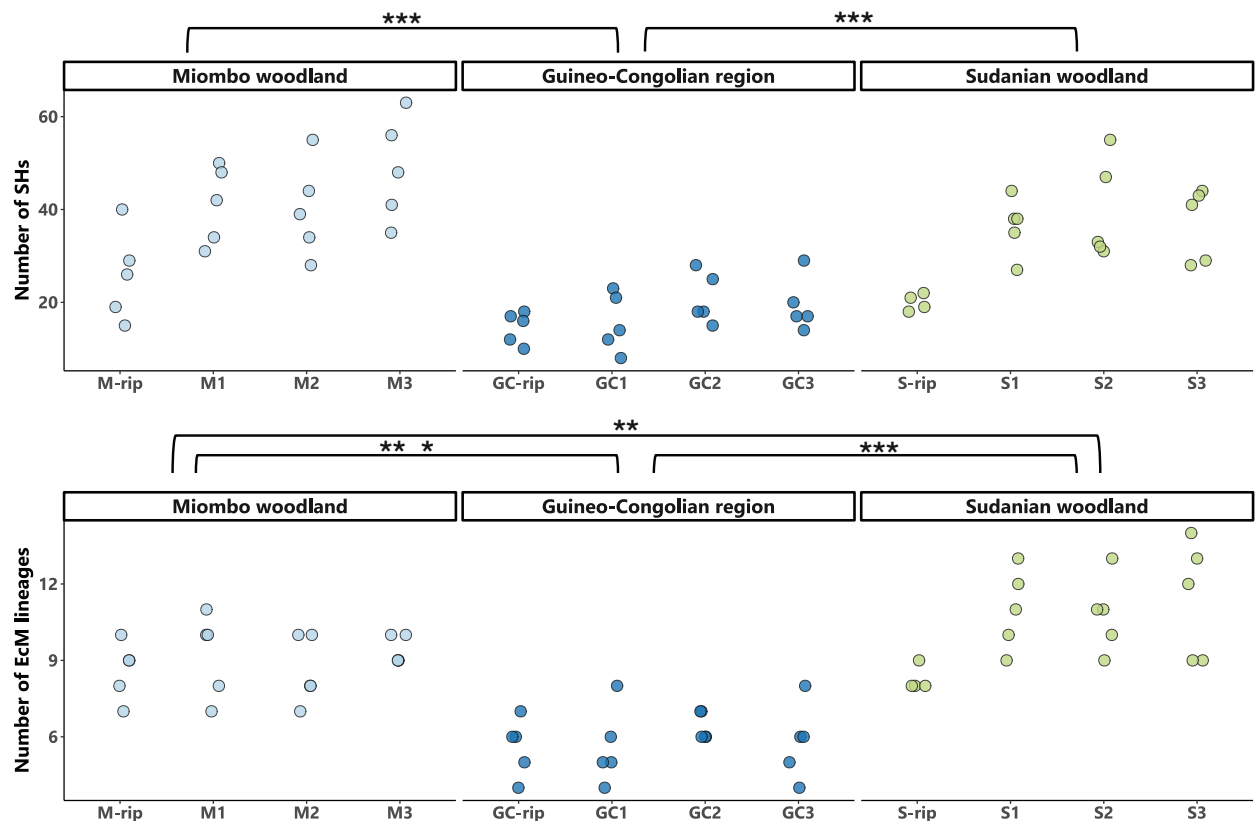 *** ***
Miombo woodland Guineo-Congolian region Sudanian woodland
Number of SHs
60
40
20
M-rip M1 M2 M3 GC-rip GC1 GC2 GC3 S-rip S1 S2 S3
**
** * ***
Miombo woodland Guineo-Congolian region Sudanian woodland
Number of EcM lineages
12
9
6
M-rip M1 M2 M3 GC-rip GC1 GC2 GC3 S-rip S1 S2 S3